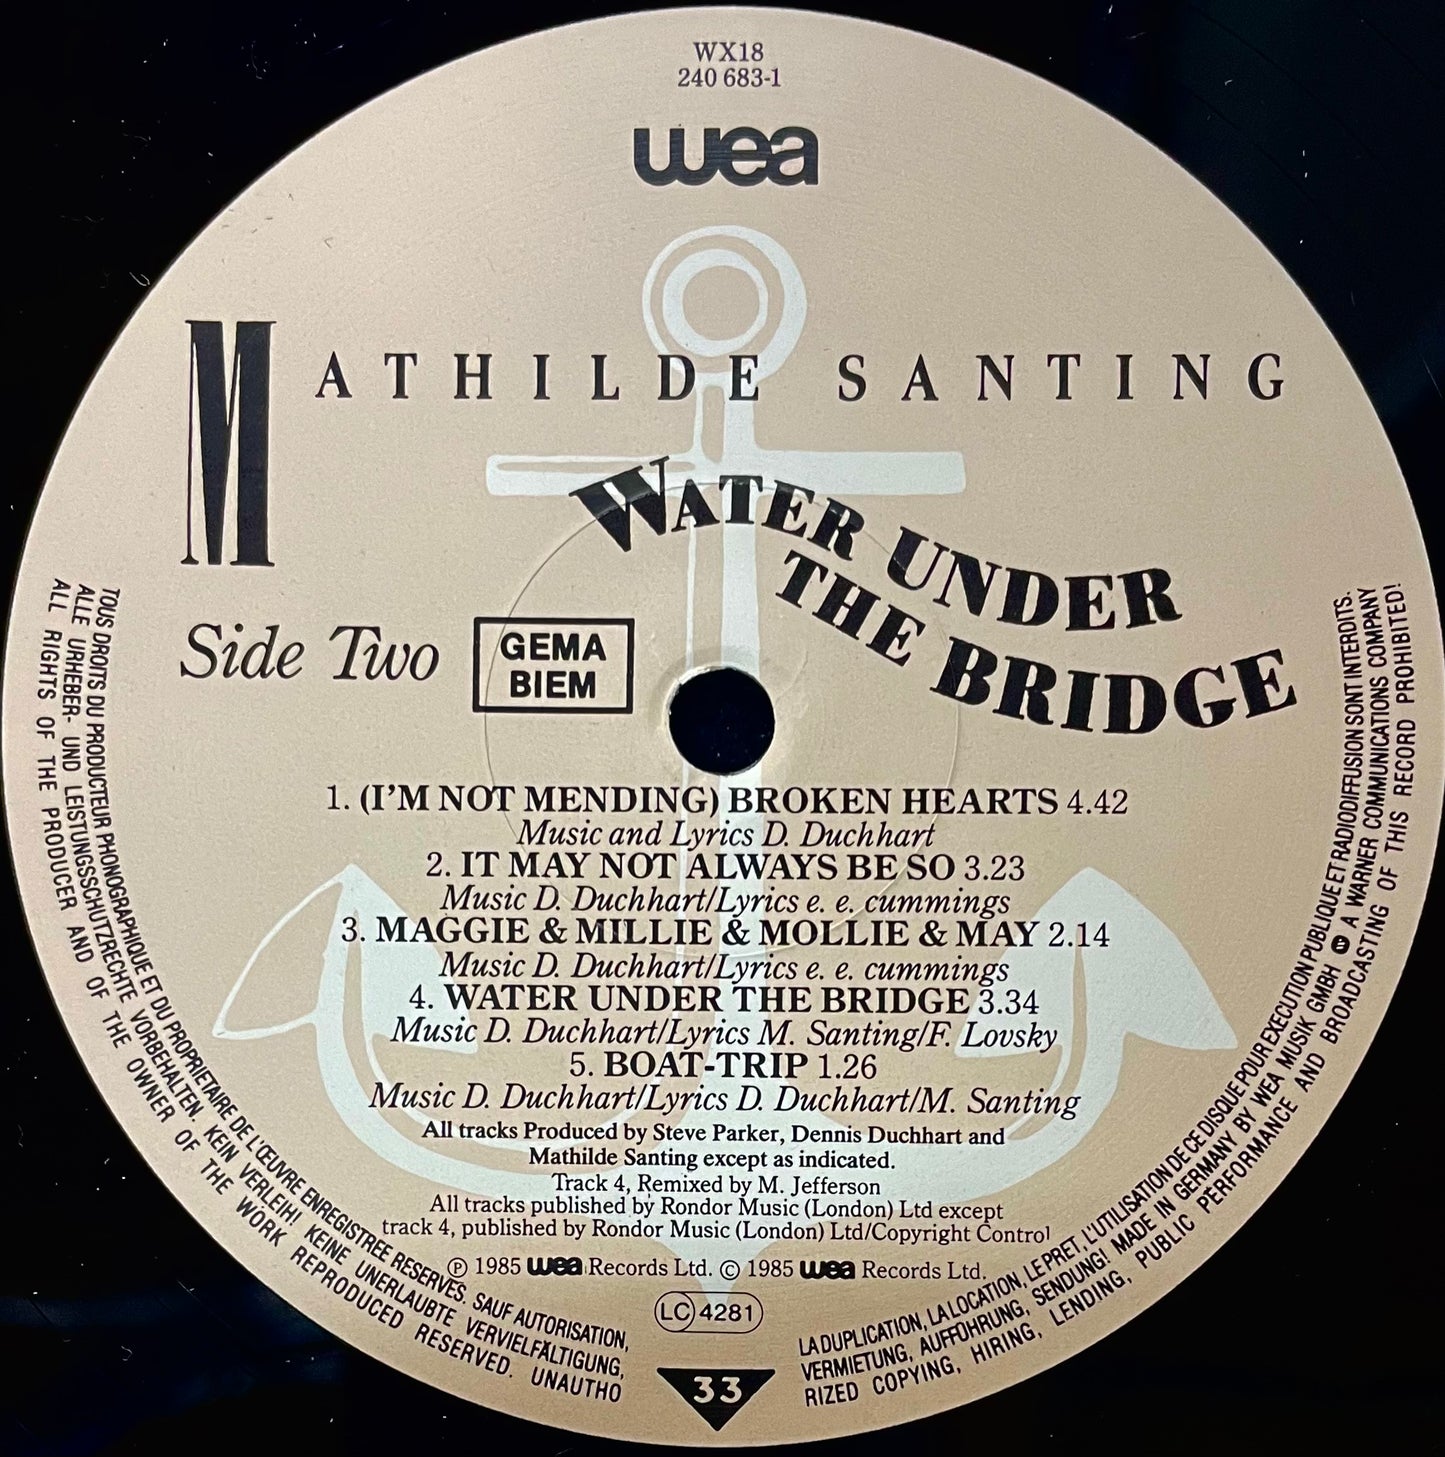 WX18
240 683-1
wea
MATHILDE SANTING
WATER UNDER
THE BRIDGE
Side Two
GEMA
BIEM
1. (I'M NOT MENDING) BROKEN HEARTS 4.42
Music and Lyrics D. Duchhart
2. IT MAY NOT ALWAYS BE SO 3.23
Music D. Duchhart/Lyrics e. e. cummings
3. MAGGIE & MILLIE & MOLLIE & MAY 2.14
Music D. Duchhart/Lyrics e. e. cummings
4. WATER UNDER THE BRIDGE 3.34
Music D. Duchhart/Lyrics M. Santing/F. Lovsky
5. BOAT-TRIP 1.26
Music D. Duchhart/Lyrics D. Duchhart/M. Santing
All tracks Produced by Steve Parker, Dennis Duchhart and
Mathilde Santing except as indicated.
Track 4, Remixed by M. Jefferson
All tracks published by Rondor Music (London) Ltd except
track 4, published by Rondor Music (London) Ltd/Copyright Control
℗ 1985 wea Records Ltd. © 1985 wea Records Ltd.
LC 4281
33
TOUS DROITS DU PRODUCTEUR PHONOGRAPHIQUE ET DU PROPRIETAIRE DE L'ŒUVRE ENREGISTREE RESERVES. SAUF AUTORISATION,
LA DUPLICATION, LA LOCATION, LE PRET, L'UTILISATION DE CE DISQUE POUR EXECUTION PUBLIQUE ET RADIODIFFUSION SONT INTERDITS.
ALLE URHEBER- UND LEISTUNGSSCHUTZRECHTE VORBEHALTEN. KEIN VERLEIH! KEINE UNERLAUBTE VERVIELFÄLTIGUNG,
VERMIETUNG, AUFFÜHRUNG, SENDUNG! MADE IN GERMANY BY WEA MUSIK GMBH W A WARNER COMMUNICATIONS COMPANY
ALL RIGHTS OF THE PRODUCER AND OF THE OWNER OF THE WORK REPRODUCED RESERVED. UNAUTHO
RIZED COPYING, HIRING, LENDING, PUBLIC PERFORMANCE AND BROADCASTING OF THIS RECORD PROHIBITED!